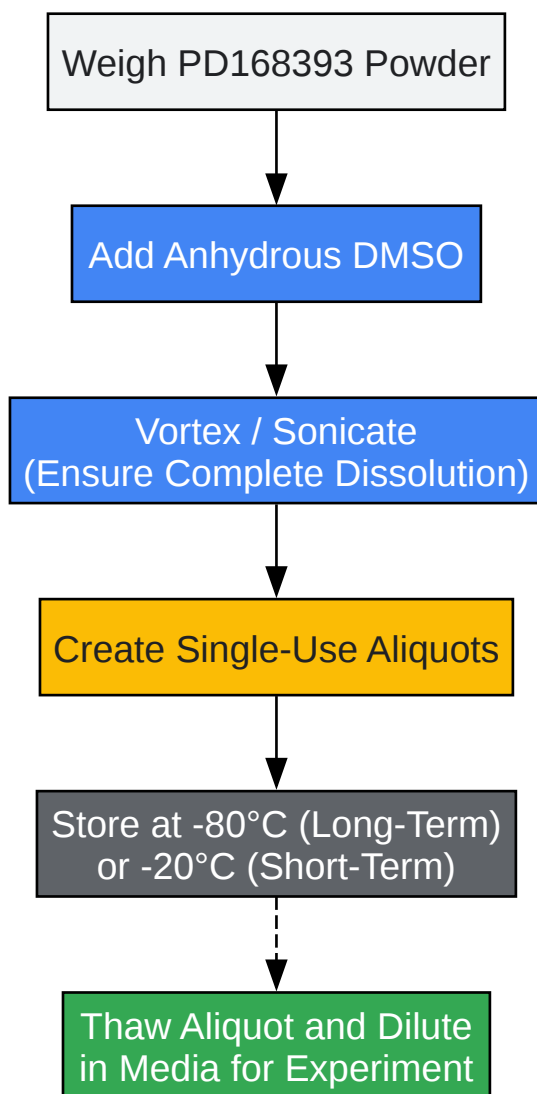 Weigh PD168393 Powder
Add Anhydrous DMSO
Vortex / Sonicate
(Ensure Complete Dissolution)
Create Single-Use Aliquots
Store at -80°C (Long-Term)
or -20°C (Short-Term)
Thaw Aliquot and Dilute
in Media for Experiment